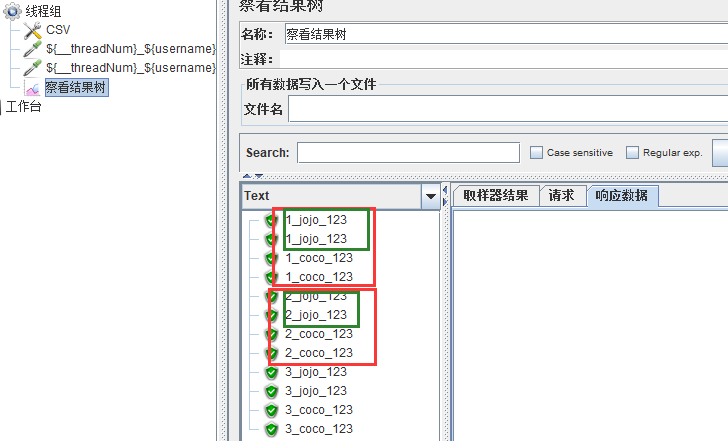 线程组
CSV
${__threadNum}_${username}
${__threadNum}_${username}
察看结果树
工作台
察看结果树
名称： 察看结果树
注释：
所有数据写入一个文件
文件名
Search:
Case sensitive
Regular exp.
Text
取样器结果
请求
响应数据
1_jojo_123
1_jojo_123
1_coco_123
1_coco_123
2_jojo_123
2_jojo_123
2_coco_123
2_coco_123
3_jojo_123
3_jojo_123
3_coco_123
3_coco_123